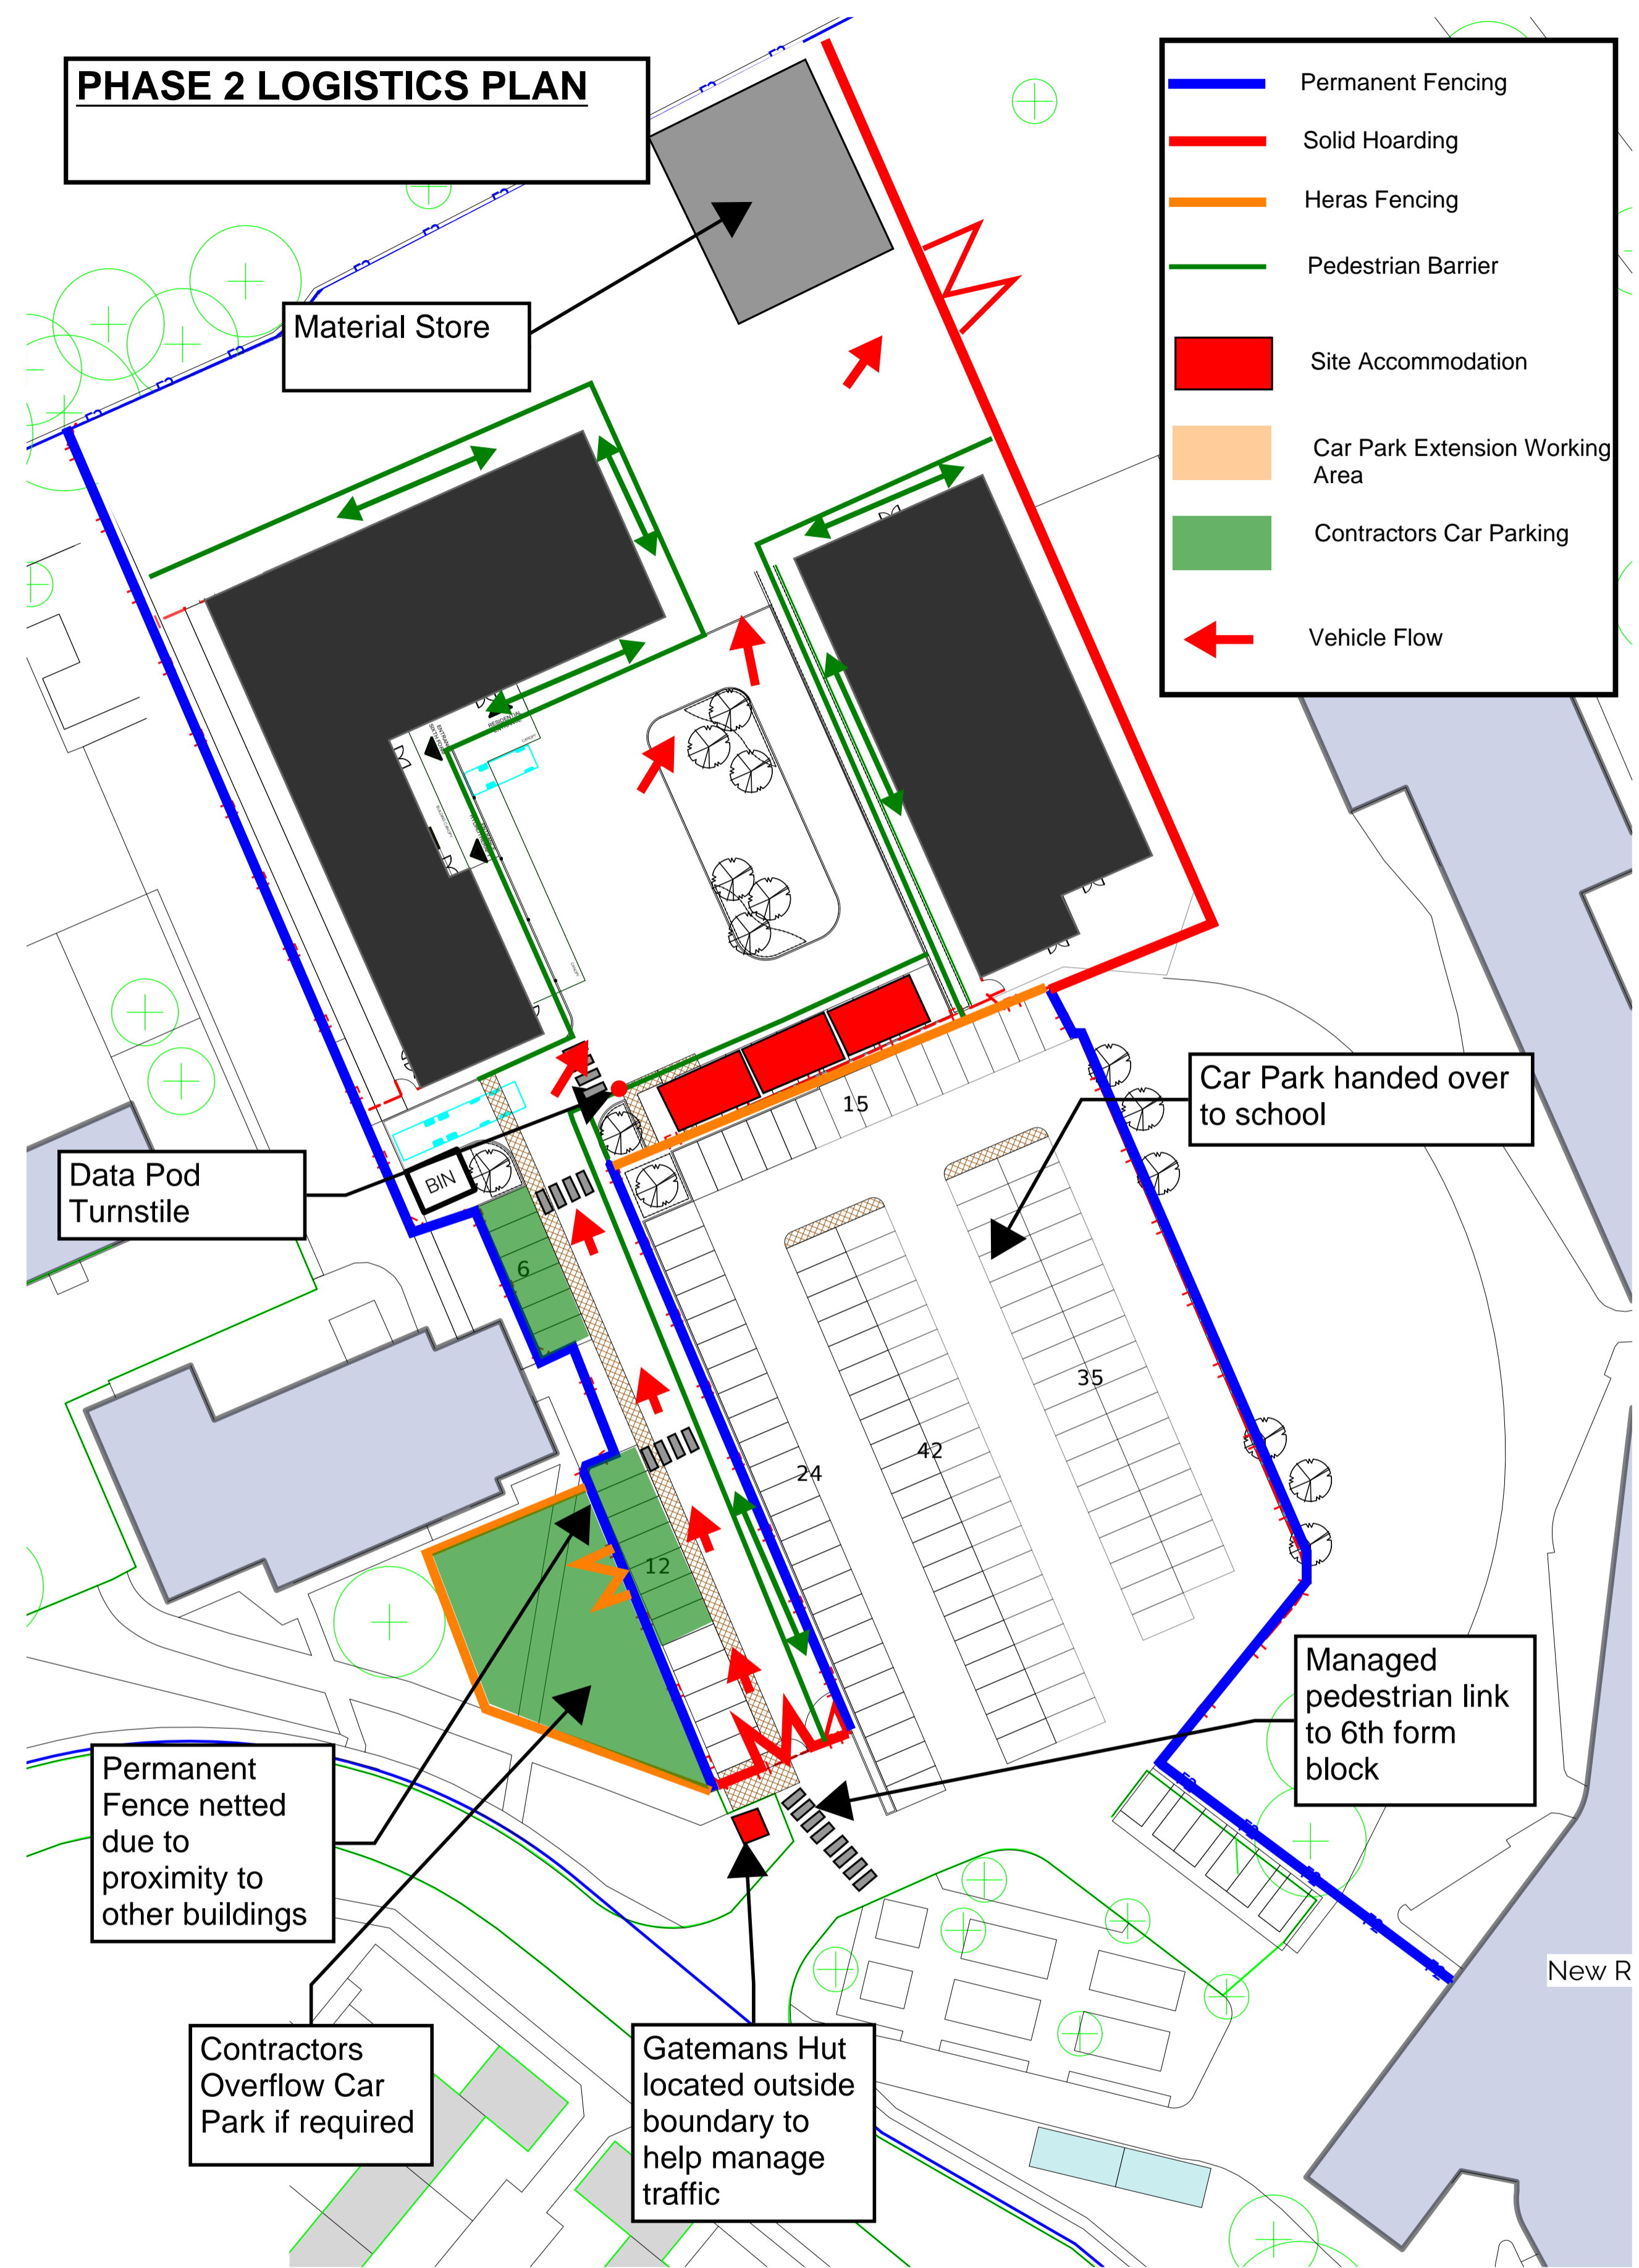 PHASE 2 LOGISTICS PLAN
Permanent Fencing
Solid Hoarding
Heras Fencing
Pedestrian Barrier
Site Accommodation
Car Park Extension Working
Area
Contractors Car Parking
Vehicle Flow
Material Store
CANOPY
CANOPY
15
Car Park handed over
to school
Data Pod
Turnstile
BIN
6
35
42
24
12
Managed
pedestrian link
to 6th form
block
Permanent
Fence netted
due to
proximity to
other buildings
New R
Contractors
Overflow Car
Park if required
Gatemans Hut
located outside
boundary to
help manage
traffic